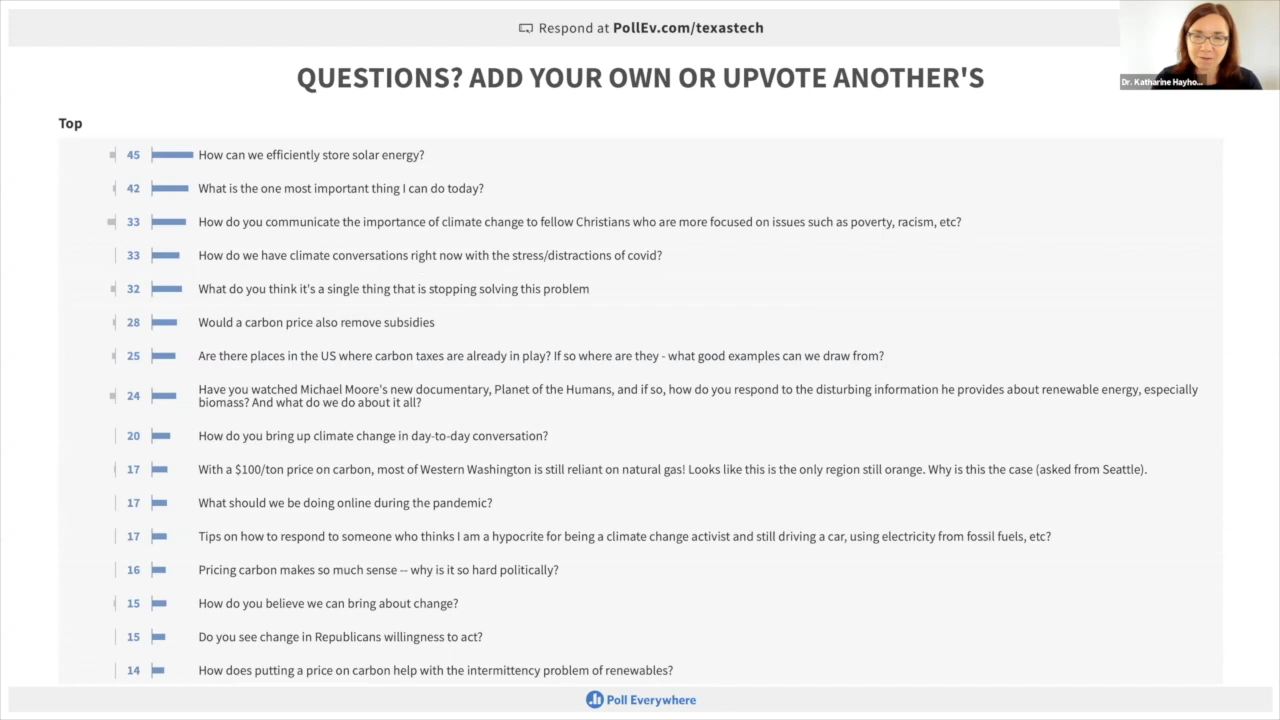 Respond at PollEv.com/texastech
Dr. Katharine Hayho...
QUESTIONS? ADD YOUR OWN OR UPVOTE ANOTHER'S
Top
45 How can we efficiently store solar energy?
42 What is the one most important thing I can do today?
33 How do you communicate the importance of climate change to fellow Christians who are more focused on issues such as poverty, racism, etc?
33 How do we have climate conversations right now with the stress/distractions of covid?
32 What do you think it's a single thing that is stopping solving this problem
28 Would a carbon price also remove subsidies
25 Are there places in the US where carbon taxes are already in play? If so where are they - what good examples can we draw from?
24 Have you watched Michael Moore's new documentary, Planet of the Humans, and if so, how do you respond to the disturbing information he provides about renewable energy, especially
biomass? And what do we do about it all?
20 How do you bring up climate change in day-to-day conversation?
17 With a $100/ton price on carbon, most of Western Washington is still reliant on natural gas! Looks like this is the only region still orange. Why is this the case (asked from Seattle).
17 What should we be doing online during the pandemic?
17 Tips on how to respond to someone who thinks I am a hypocrite for being a climate change activist and still driving a car, using electricity from fossil fuels, etc?
16 Pricing carbon makes so much sense -- why is it so hard politically?
15 How do you believe we can bring about change?
15 Do you see change in Republicans willingness to act?
14 How does putting a price on carbon help with the intermittency problem of renewables?
Poll Everywhere